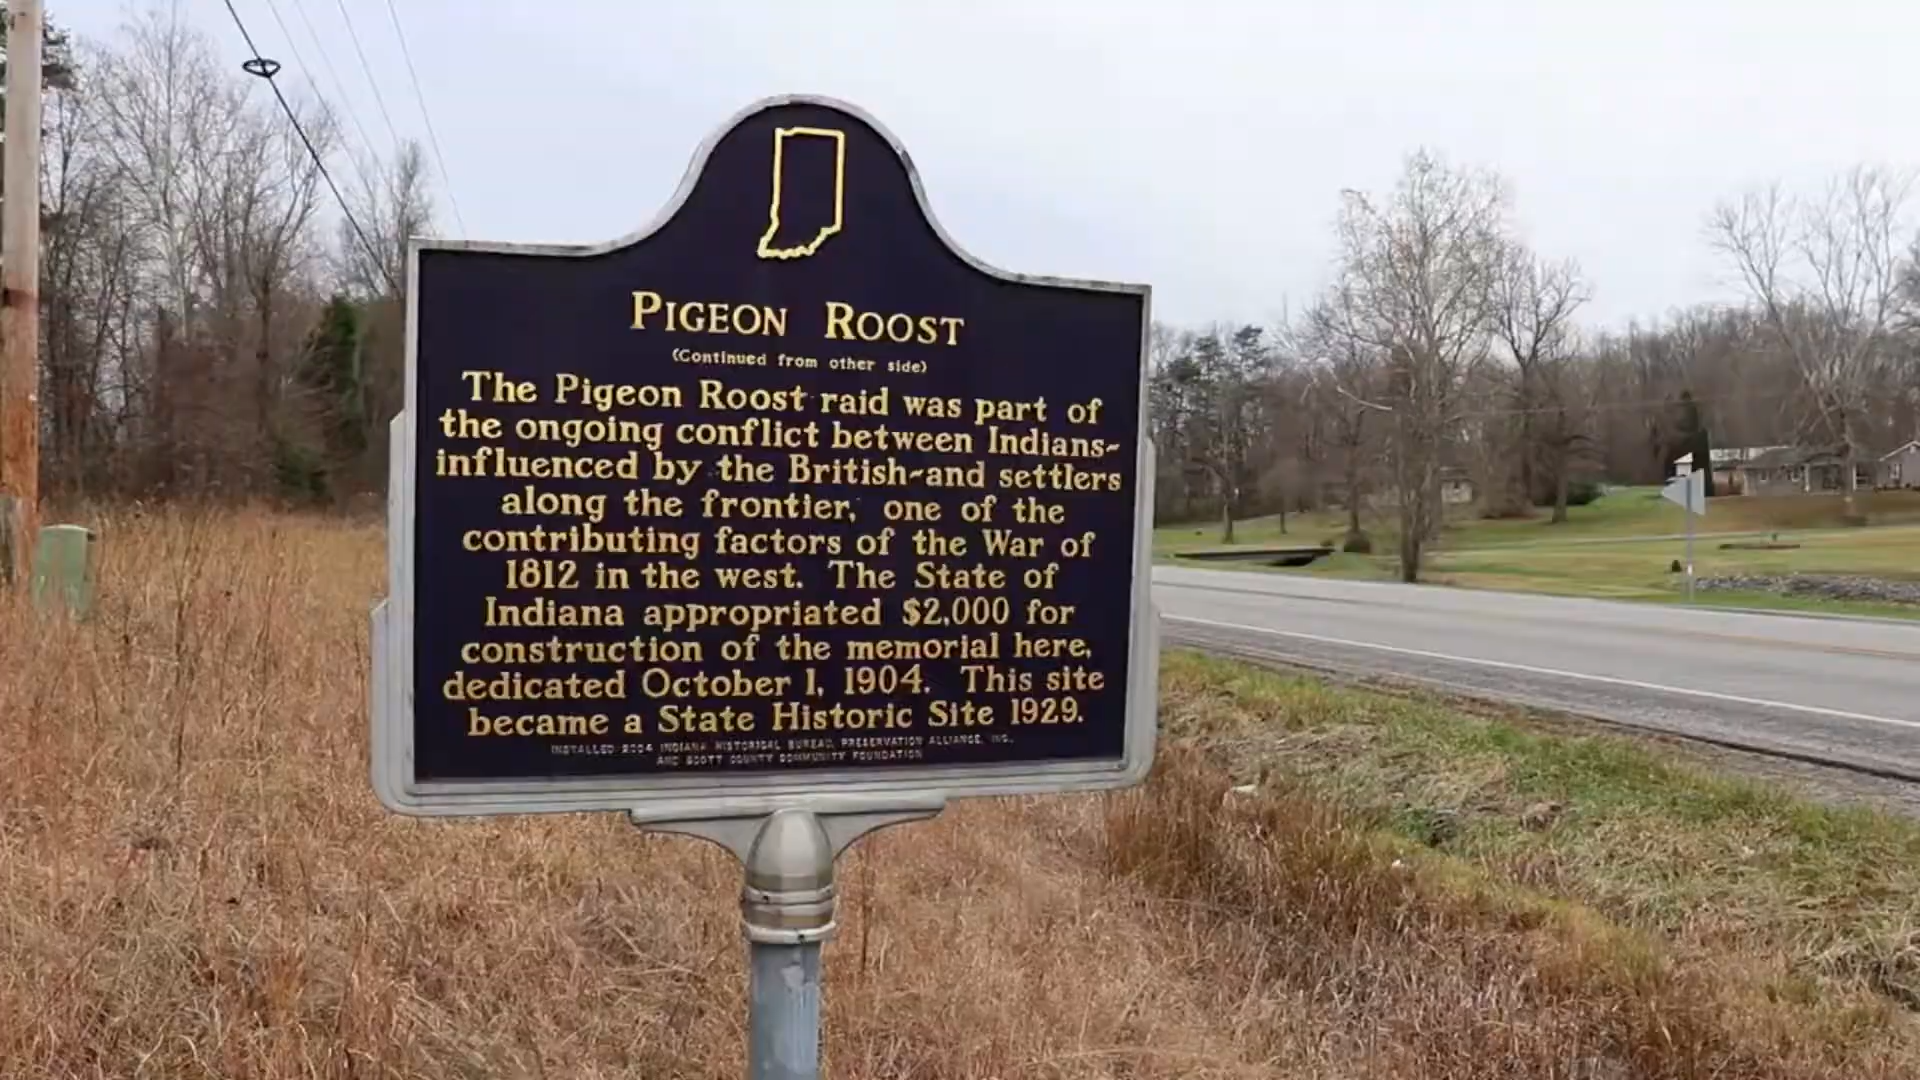 PIGEON ROOST
(Continued from other side)
The Pigeon Roost raid was part of
the ongoing conflict between Indians-
influenced by the British-and settlers
along the frontier, one of the
contributing factors of the War of
1812 in the west. The State of
Indiana appropriated $2,000 for
construction of the memorial here,
dedicated October 1, 1904. This site
became a State Historic Site 1929.
INSTALLED 2004 INDIANA HISTORICAL BUREAU, PRESERVATION ALLIANCE, INC.,
AND SCOTT COUNTY COMMUNITY FOUNDATION